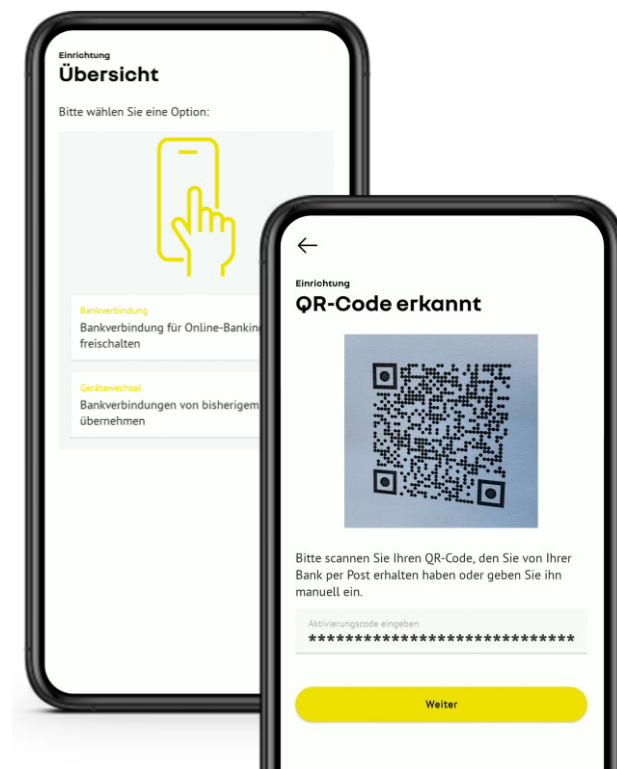 Einrichtung
Übersicht
Bitte wählen Sie eine Option:
Bankverbindung
Bankverbindung für Online-Banking
freischalten
Gerätewechsel
Bankverbindungen von bisherigem
übernehmen
Einrichtung
QR-Code erkannt
Bitte scannen Sie Ihren QR-Code, den Sie von Ihrer
Bank per Post erhalten haben oder geben Sie ihn
manuell ein.
Aktivierungscode eingeben
*****************************
Weiter